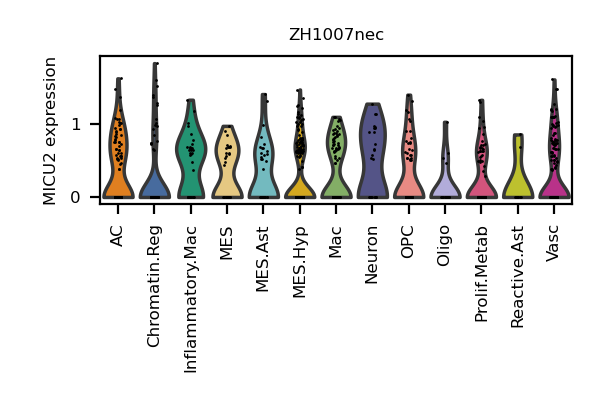 ZH1007nec
MICU2 expression
1
0
AC
Chromatin.Reg
Inflammatory.Mac
MES
MES.Ast
MES.Hyp
Mac
Neuron
OPC
Oligo
Prolif.Metab
Reactive.Ast
Vasc